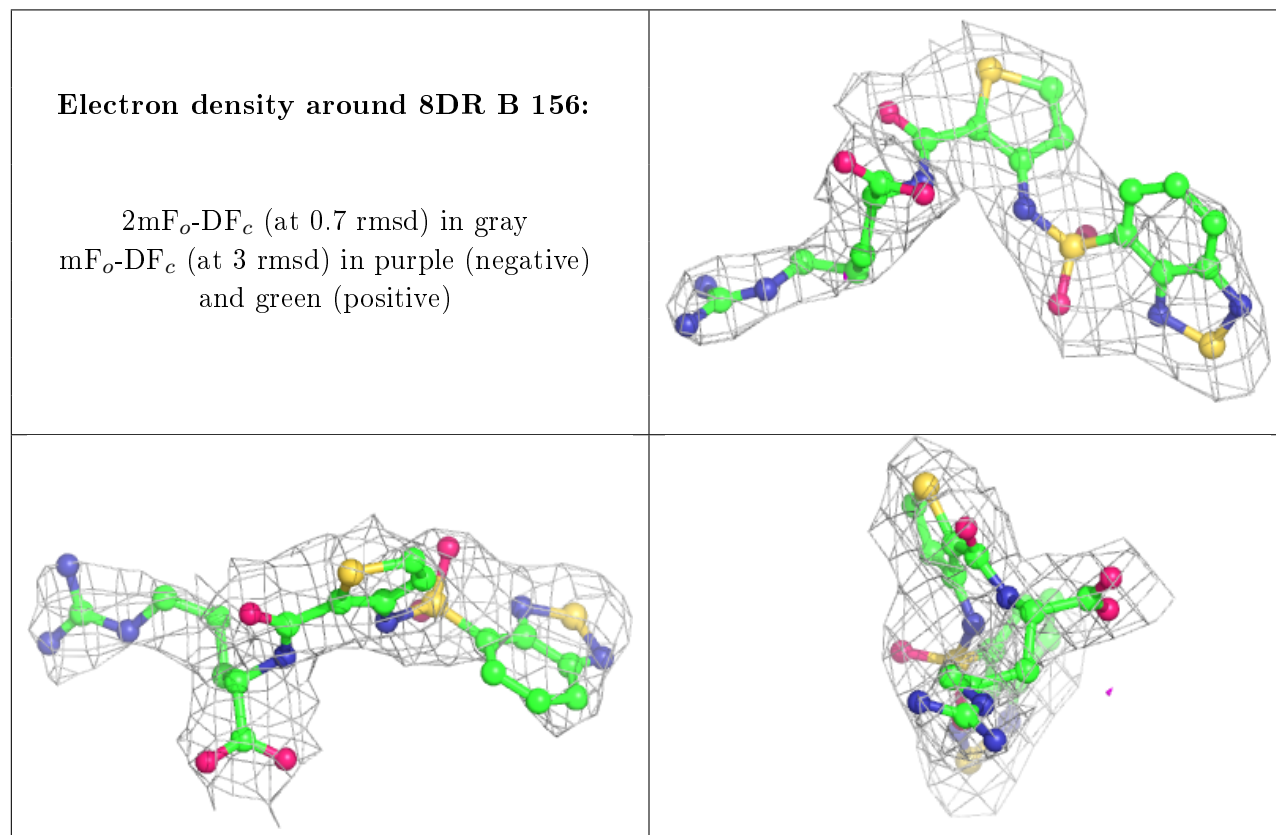 Electron density around 8DR B 156:
2mFₒ-DF𝒸 (at 0.7 rmsd) in gray
mFₒ-DF𝒸 (at 3 rmsd) in purple (negative)
and green (positive)